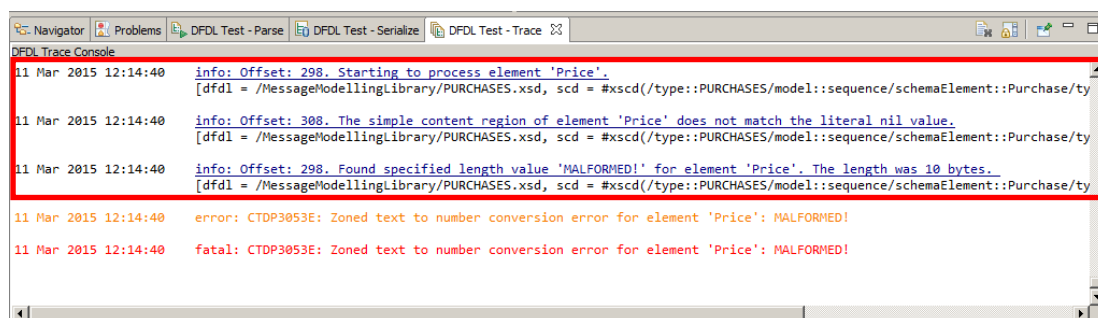 Navigator Problems DFDL Test - Parse DFDL Test - Serialize DFDL Test - Trace
DFDL Trace Console
11 Mar 2015 12:14:40 info: Offset: 298. Starting to process element 'Price'.
[dfdl = /MessageModellingLibrary/PURCHASES.xsd, scd = #xscd(/type::PURCHASES/model::sequence/schemaElement::Purchase/ty
11 Mar 2015 12:14:40 info: Offset: 308. The simple content region of element 'Price' does not match the literal nil value.
[dfdl = /MessageModellingLibrary/PURCHASES.xsd, scd = #xscd(/type::PURCHASES/model::sequence/schemaElement::Purchase/ty
11 Mar 2015 12:14:40 info: Offset: 298. Found specified length value 'MALFORMED!' for element 'Price'. The length was 10 bytes.
[dfdl = /MessageModellingLibrary/PURCHASES.xsd, scd = #xscd(/type::PURCHASES/model::sequence/schemaElement::Purchase/ty
11 Mar 2015 12:14:40 error: CTDP3053E: Zoned text to number conversion error for element 'Price': MALFORMED!
11 Mar 2015 12:14:40 fatal: CTDP3053E: Zoned text to number conversion error for element 'Price': MALFORMED!